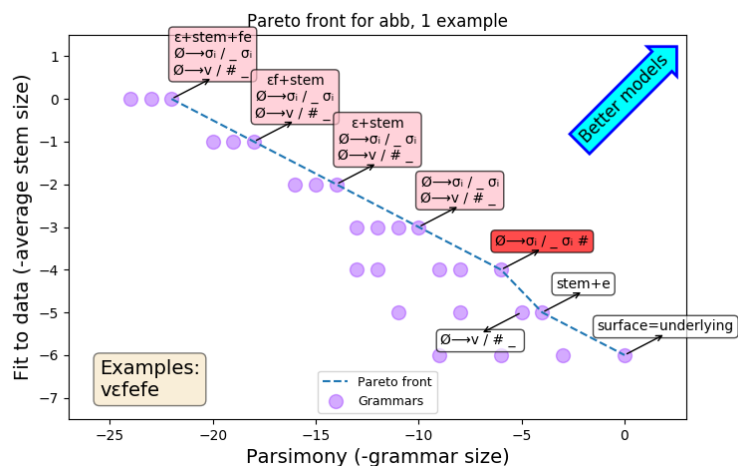 Pareto front for abb, 1 example
Fit to data (-average stem size)
1
0
−1
−2
−3
−4
−5
−6
−7
ε+stem+fe
Ø⟶σᵢ / _ σᵢ
Ø⟶v / # _
εf+stem
Ø⟶σᵢ / _ σᵢ
Ø⟶v / # _
ε+stem
Ø⟶σᵢ / _ σᵢ
Ø⟶v / # _
Ø⟶σᵢ / _ σᵢ
Ø⟶v / # _
Ø⟶σᵢ / _ σᵢ #
stem+e
Ø⟶v / # _
surface=underlying
Better models
Examples:
vεfefe
Pareto front
Grammars
−25
−20
−15
−10
−5
0
Parsimony (-grammar size)